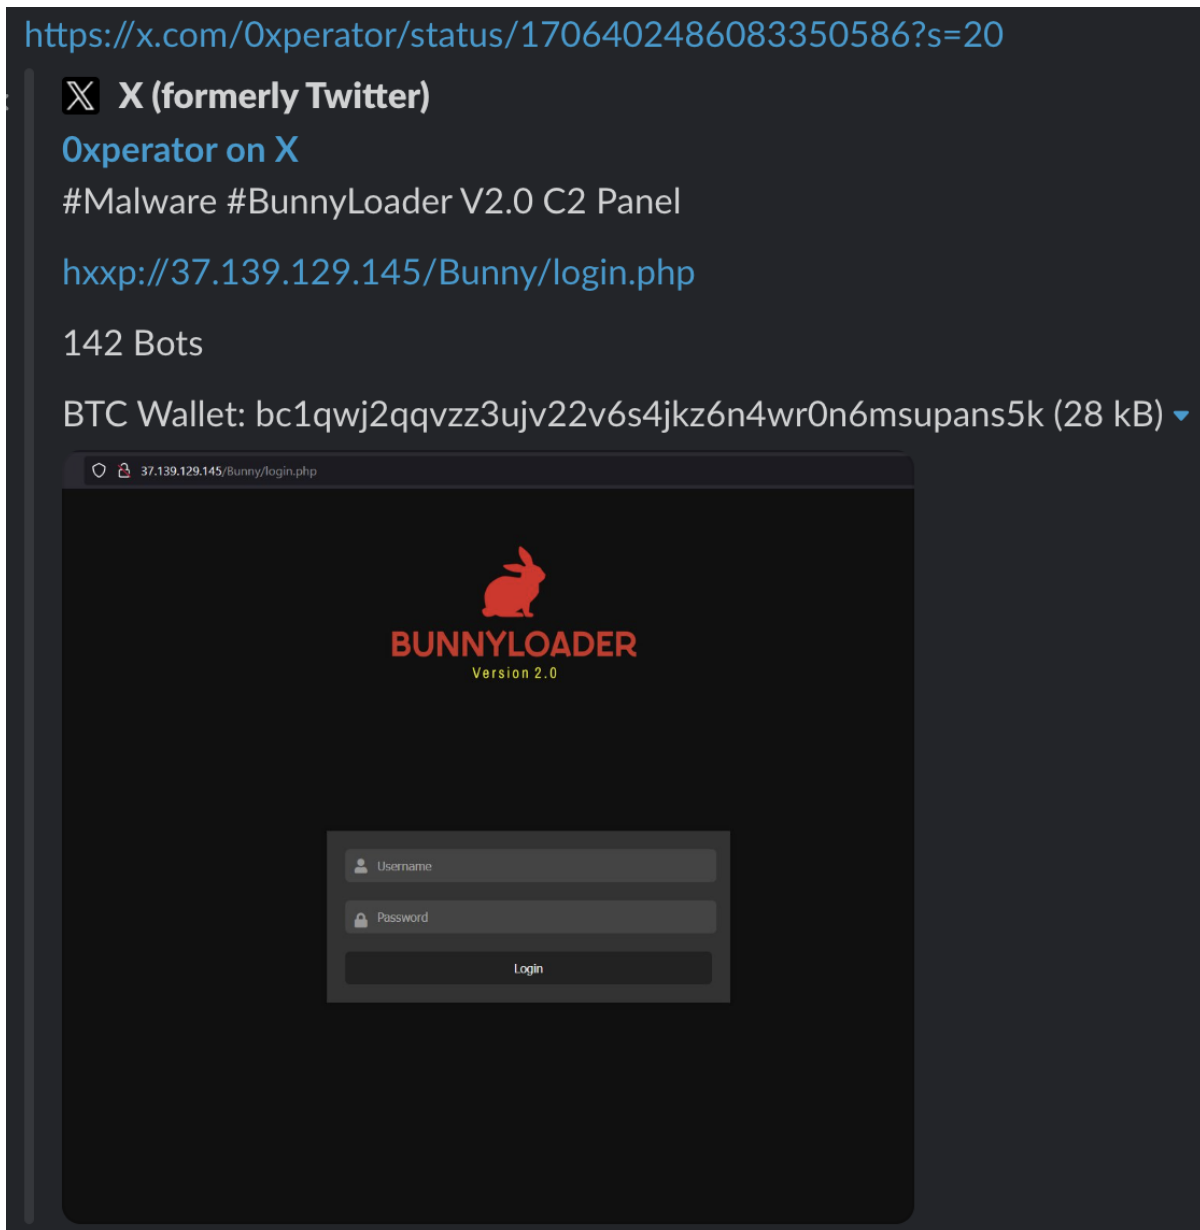 https://x.com/0xperator/status/1706402486083350586?s=20
X (formerly Twitter)
0xperator on X
#Malware #BunnyLoader V2.0 C2 Panel
hxxp://37.139.129.145/Bunny/login.php
142 Bots
BTC Wallet: bc1qwj2qqvzz3ujv22v6s4jkz6n4wr0n6msupans5k (28 kB)
37.139.129.145/Bunny/login.php
BUNNYLOADER
Version 2.0
Username
Password
Login